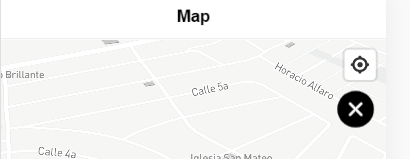 Map
Brillante
Horacio Alfaro
Calle 5a
Calle 4a
Iglesia San Mateo